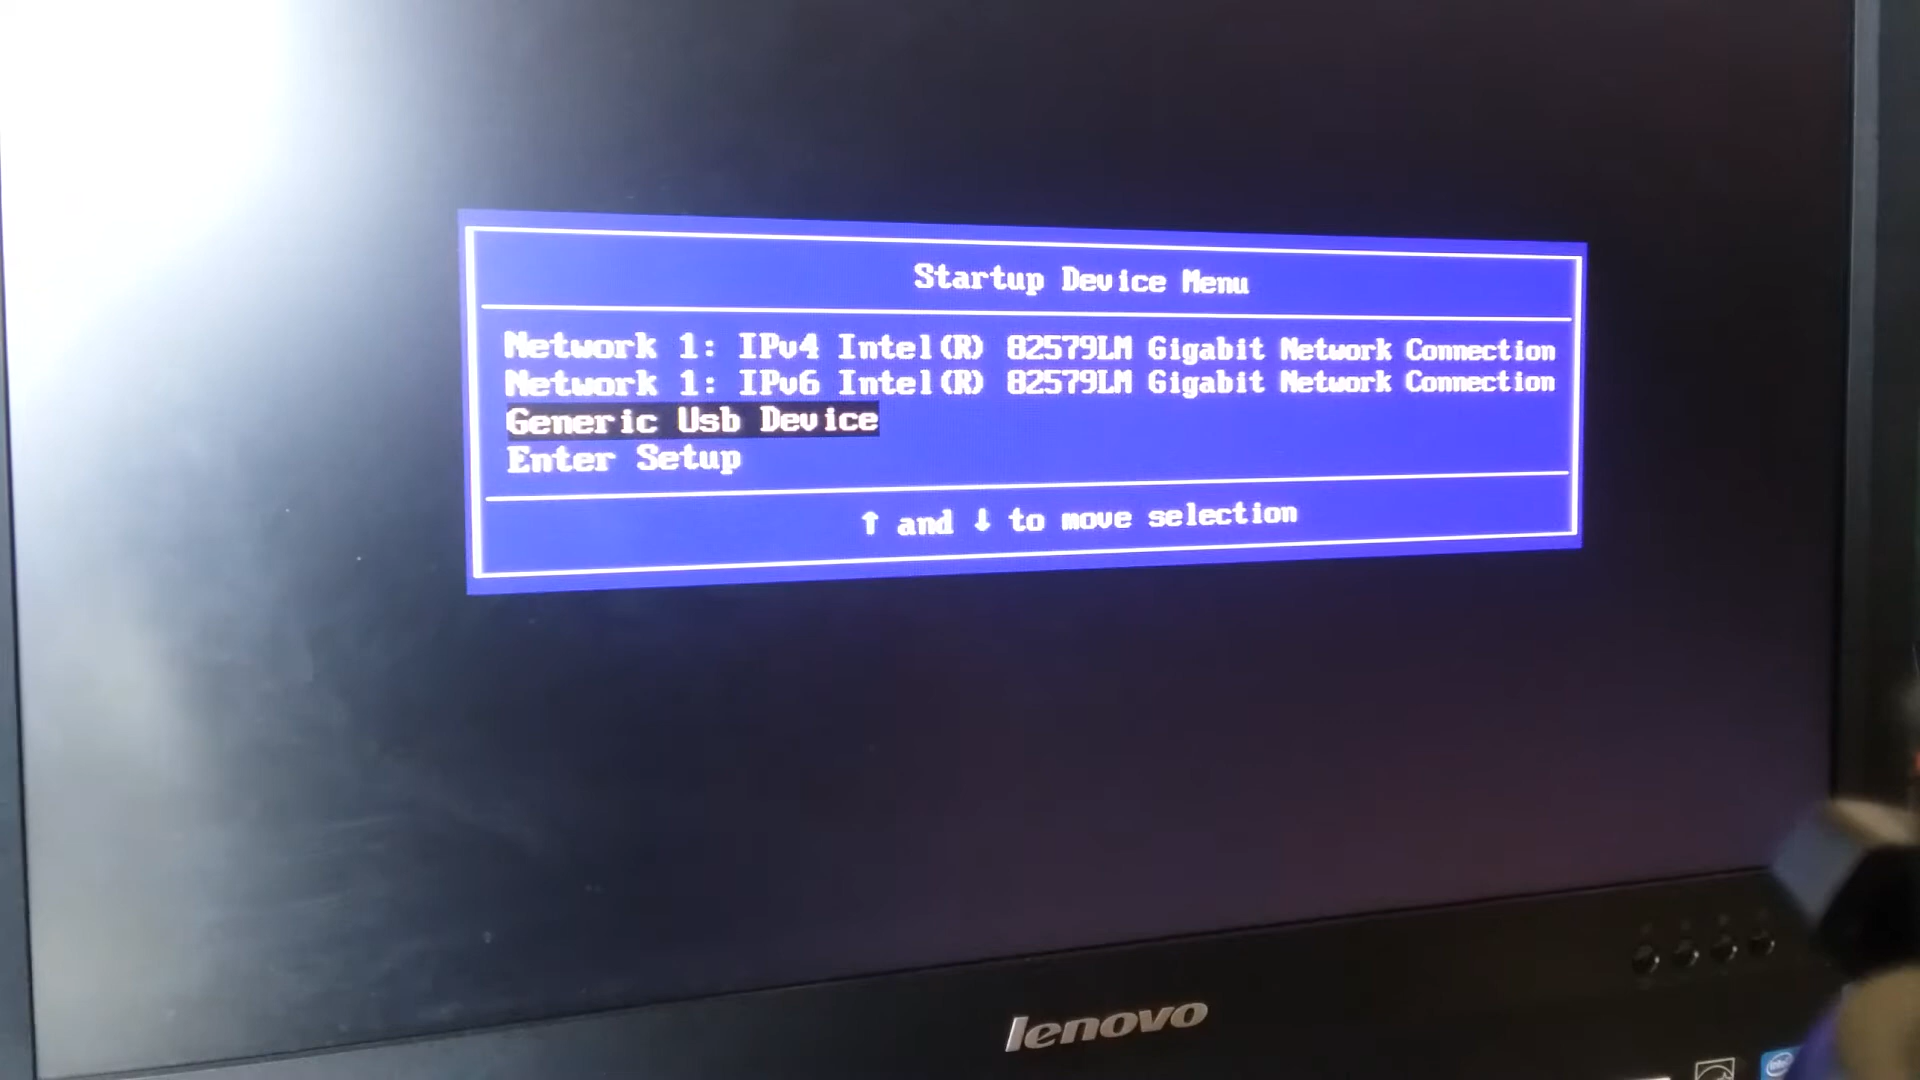 Startup Device Menu
Network 1: IPv4 Intel(R) 82579LM Gigabit Network Connection
Network 1: IPv6 Intel(R) 82579LM Gigabit Network Connection
Generic Usb Device
Enter Setup
↑ and ↓ to move selection
lenovo